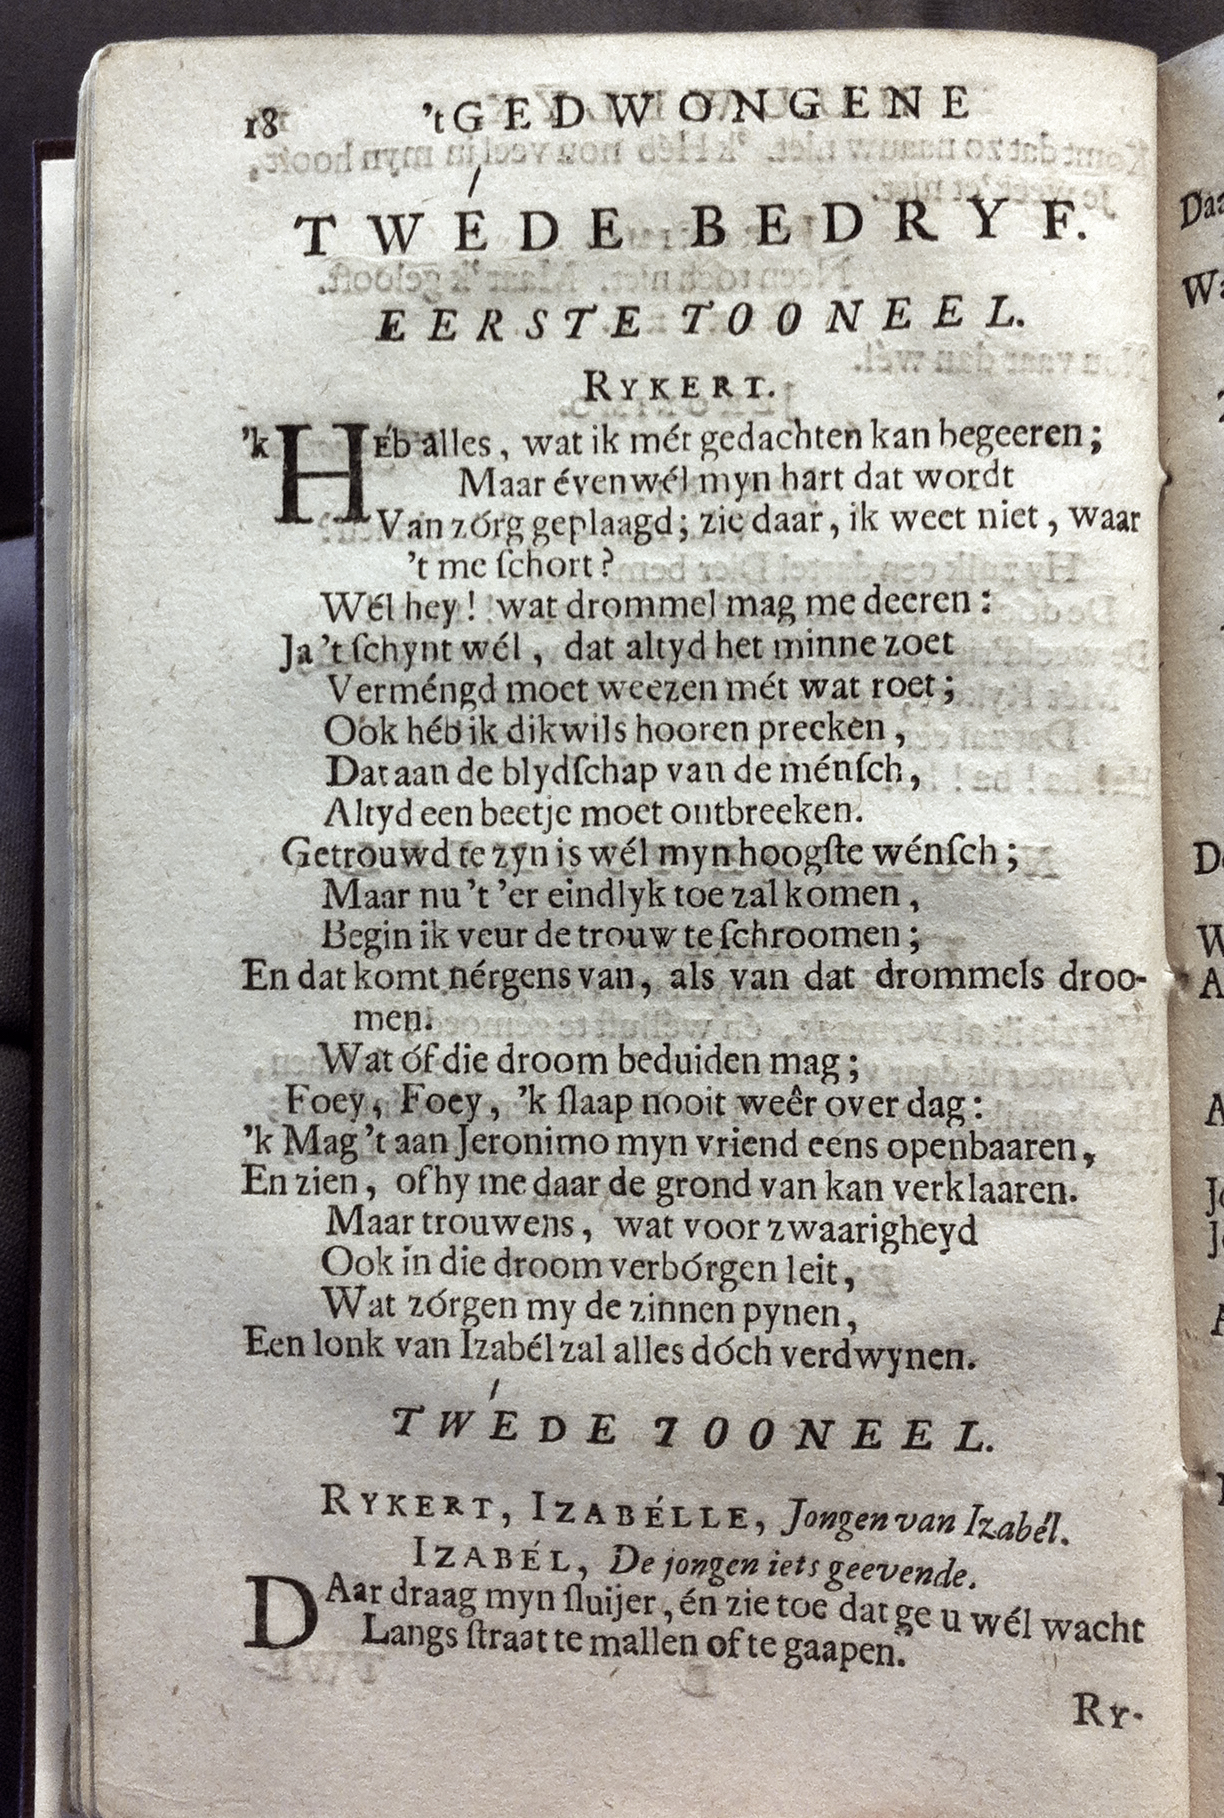 18 't GEDWONGENE
TWÉDE BEDRYF.
EERSTE TOONEEL.
RYKERT.
'k HEb alles, wat ik mét gedachten kan begeeren;
Maar évenwél myn hart dat wordt
Van zórg geplaagd; zie daar, ik weet niet, waar
't me ſchort?
Wél hey! wat drommel mag me deeren:
Ja 't ſchynt wél, dat altyd het minne zoet
Verméngd moet weezen mét wat roet;
Ook héb ik dikwils hooren preeken,
Dat aan de blydſchap van de ménſch,
Altyd een beetje moet ontbreeken.
Getrouwd te zyn is wél myn hoogſte wénſch;
Maar nu 't 'er eindlyk toe zal komen,
Begin ik veur de trouw te ſchroomen;
En dat komt nérgens van, als van dat drommels droo-
men.
Wat óf die droom beduiden mag;
Foey, Foey, 'k ſlaap nooit weêr over dag:
'k Mag 't aan Jeronimo myn vriend eens openbaaren,
En zien, of hy me daar de grond van kan verklaaren.
Maar trouwens, wat voor zwaarigheyd
Ook in die droom verbórgen leit,
Wat zórgen my de zinnen pynen,
Een lonk van Izabél zal alles dóch verdwynen.
TWÉDE TOONEEL.
RYKERT, IZABÉLLE, Jongen van Izabél.
IZABÉL, De jongen iets geevende.
DAar draag myn ſluijer, én zie toe dat ge u wél wacht
Langs ſtraat te mallen of te gaapen.
RY-